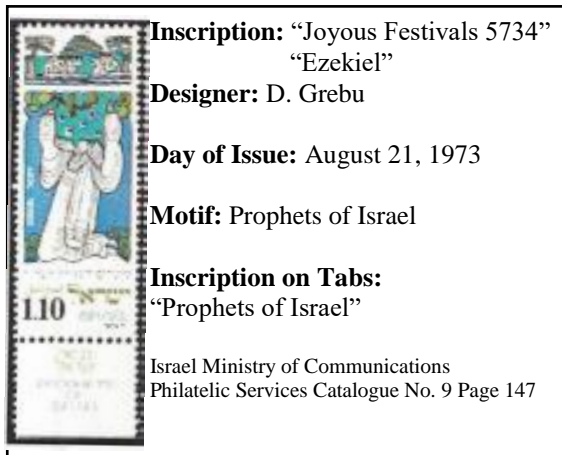 Inscription: “Joyous Festivals 5734”
“Ezekiel”
Designer: D. Grebu
Day of Issue: August 21, 1973
Motif: Prophets of Israel
Inscription on Tabs:
“Prophets of Israel”
Israel Ministry of Communications
Philatelic Services Catalogue No. 9 Page 147
1.10